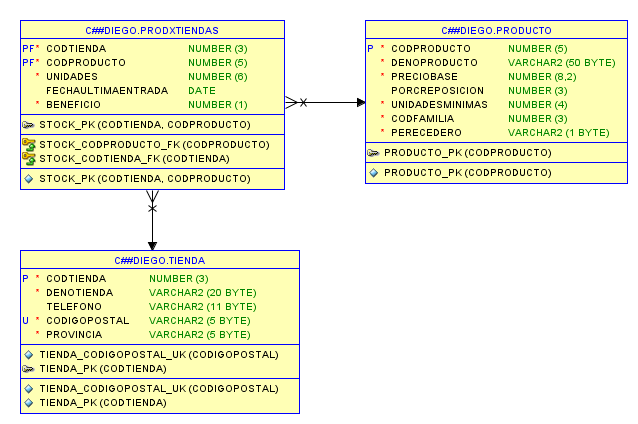 C##DIEGO.PRODXTIENDAS
PF* CODTIENDA NUMBER (3)
PF* CODPRODUCTO NUMBER (5)
* UNIDADES NUMBER (6)
FECHAULTIMAENTRADA DATE
* BENEFICIO NUMBER (1)
STOCK_PK (CODTIENDA, CODPRODUCTO)
STOCK_CODPRODUCTO_FK (CODPRODUCTO)
STOCK_CODTIENDA_FK (CODTIENDA)
STOCK_PK (CODTIENDA, CODPRODUCTO)
C##DIEGO.PRODUCTO
P * CODPRODUCTO NUMBER (5)
* DENOPRODUCTO VARCHAR2 (50 BYTE)
* PRECIOBASE NUMBER (8,2)
PORCREPOSICION NUMBER (3)
* UNIDADESMINIMAS NUMBER (4)
* CODFAMILIA NUMBER (3)
* PERECEDERO VARCHAR2 (1 BYTE)
PRODUCTO_PK (CODPRODUCTO)
PRODUCTO_PK (CODPRODUCTO)
C##DIEGO.TIENDA
P * CODTIENDA NUMBER (3)
* DENOTIENDA VARCHAR2 (20 BYTE)
TELEFONO VARCHAR2 (11 BYTE)
U * CODIGOPOSTAL VARCHAR2 (5 BYTE)
* PROVINCIA VARCHAR2 (5 BYTE)
TIENDA_CODIGOPOSTAL_UK (CODIGOPOSTAL)
TIENDA_PK (CODTIENDA)
TIENDA_CODIGOPOSTAL_UK (CODIGOPOSTAL)
TIENDA_PK (CODTIENDA)